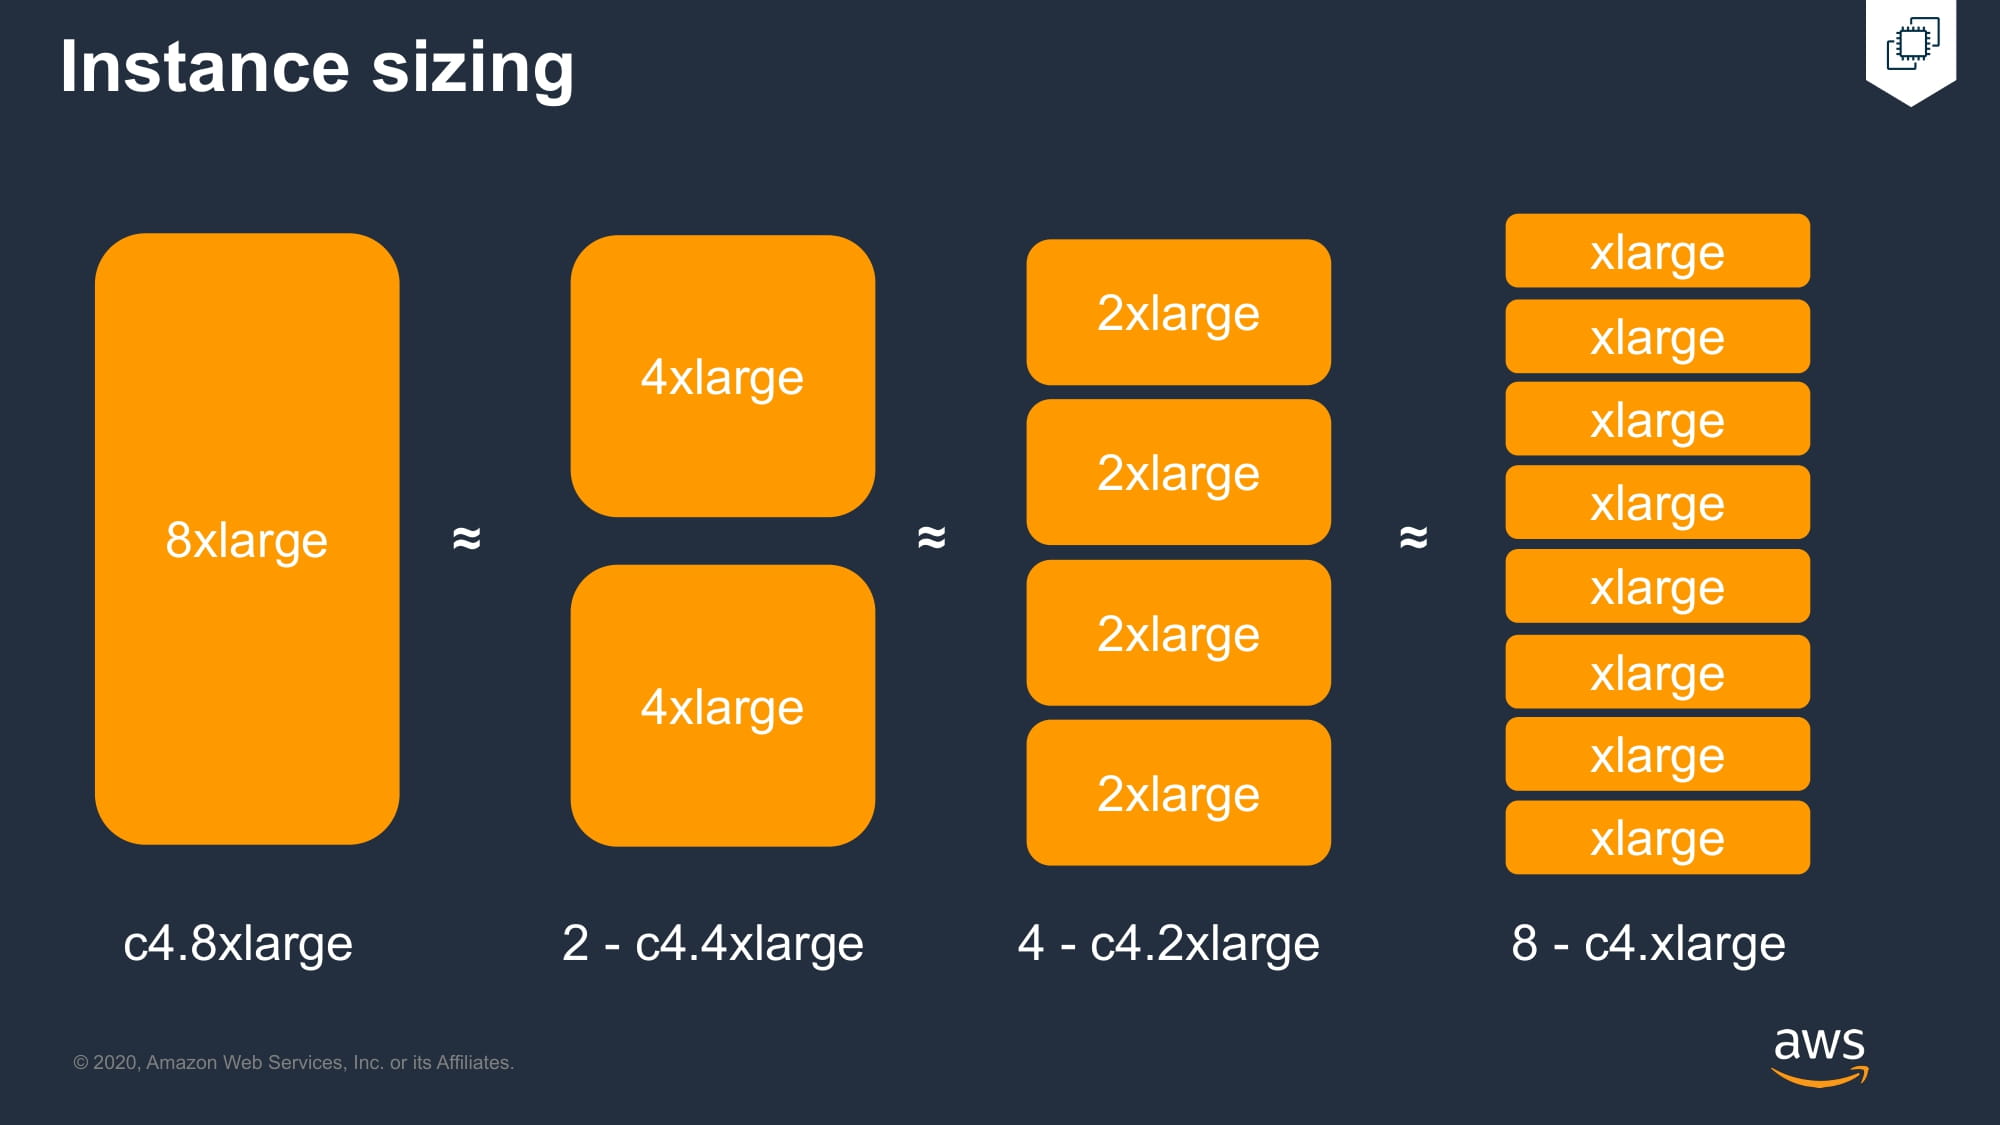 Instance sizing
8xlarge
≈
4xlarge
4xlarge
≈
2xlarge
2xlarge
2xlarge
2xlarge
≈
xlarge
xlarge
xlarge
xlarge
xlarge
xlarge
xlarge
xlarge
c4.8xlarge
2 - c4.4xlarge
4 - c4.2xlarge
8 - c4.xlarge
© 2020, Amazon Web Services, Inc. or its Affiliates.
aws